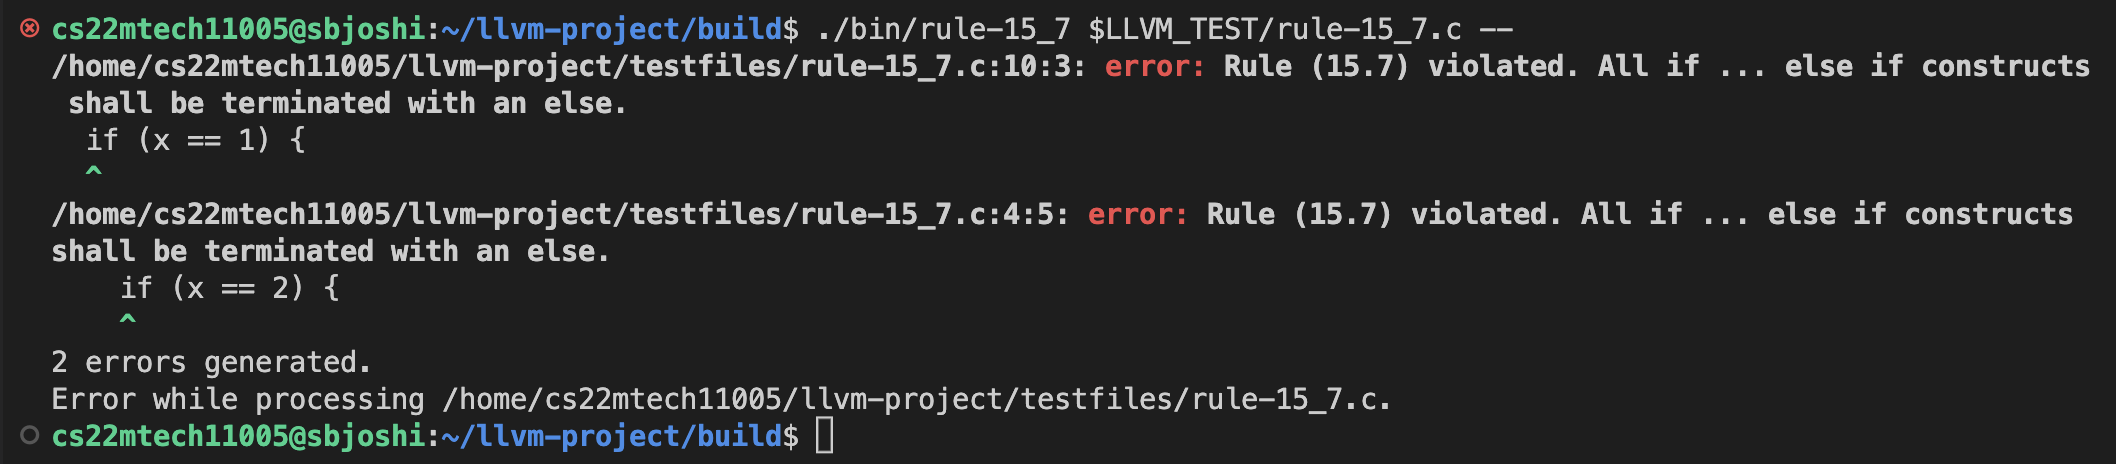 cs22mtech11005@sbjoshi:~/llvm-project/build$ ./bin/rule-15_7 $LLVM_TEST/rule-15_7.c --
/home/cs22mtech11005/llvm-project/testfiles/rule-15_7.c:10:3: error: Rule (15.7) violated. All if ... else if constructs
 shall be terminated with an else.
  if (x == 1) {
  ^
/home/cs22mtech11005/llvm-project/testfiles/rule-15_7.c:4:5: error: Rule (15.7) violated. All if ... else if constructs
shall be terminated with an else.
    if (x == 2) {
    ^
2 errors generated.
Error while processing /home/cs22mtech11005/llvm-project/testfiles/rule-15_7.c.
cs22mtech11005@sbjoshi:~/llvm-project/build$